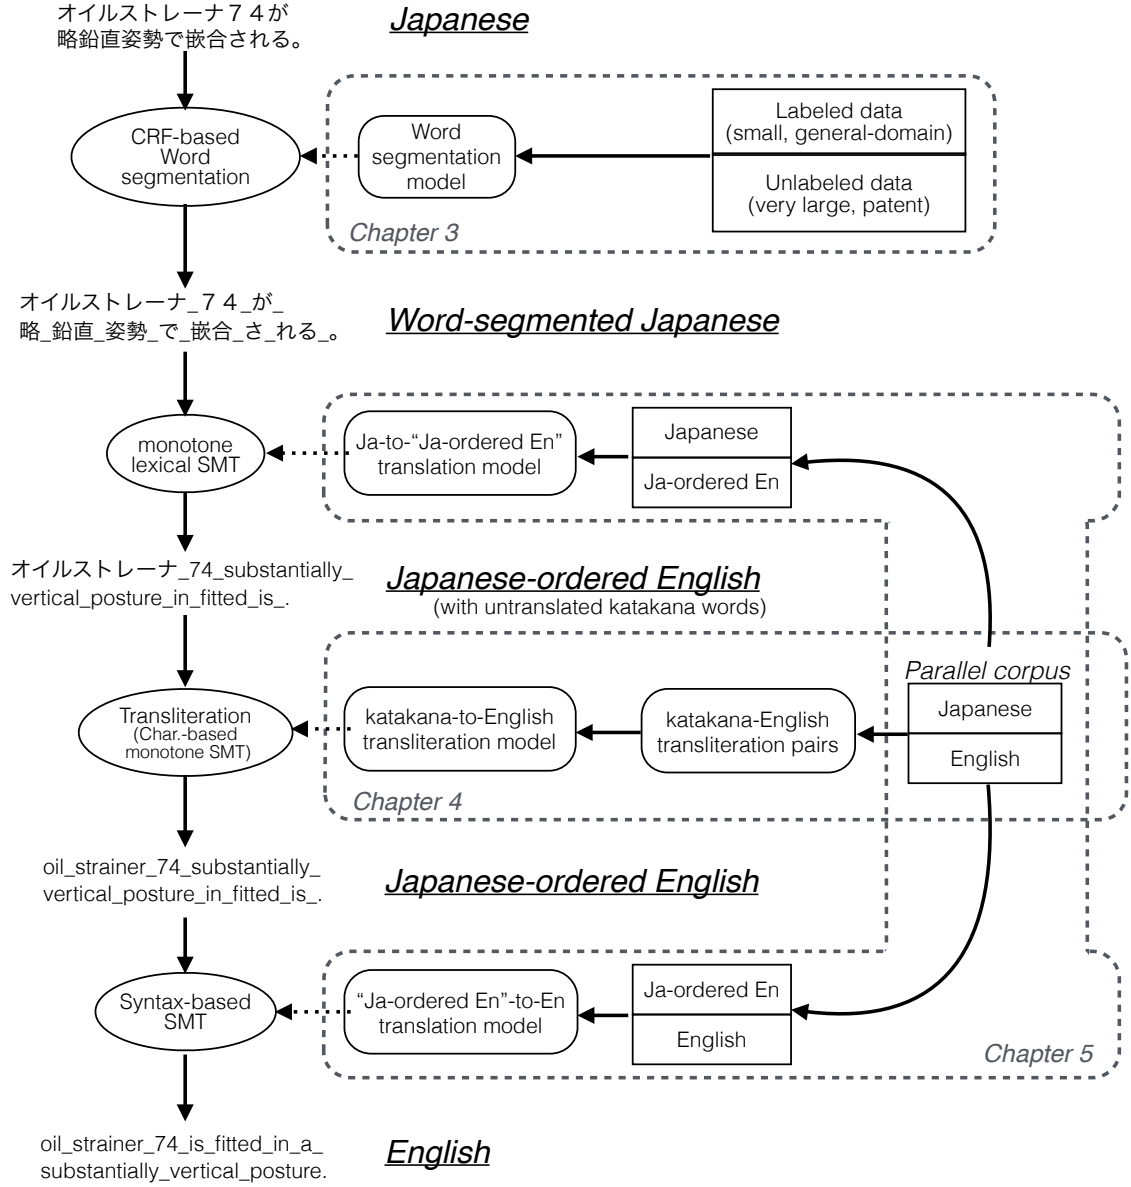 オイルストレーナ７４が
略鉛直姿勢で嵌合される。
Japanese
CRF-based
Word
segmentation
Word
segmentation
model
Labeled data
(small, general-domain)
Unlabeled data
(very large, patent)
Chapter 3
オイルストレーナ_７４_が_
略_鉛直_姿勢_で_嵌合_さ_れる_。
Word-segmented Japanese
monotone
lexical SMT
Ja-to-“Ja-ordered En”
translation model
Japanese
Ja-ordered En
オイルストレーナ_74_substantially_
vertical_posture_in_fitted_is_.
Japanese-ordered English
(with untranslated katakana words)
Parallel corpus
Japanese
English
Transliteration
(Char.-based
monotone SMT)
katakana-to-English
transliteration model
katakana-English
transliteration pairs
Chapter 4
oil_strainer_74_substantially_
vertical_posture_in_fitted_is_.
Japanese-ordered English
Syntax-based
SMT
“Ja-ordered En”-to-En
translation model
Ja-ordered En
English
Chapter 5
oil_strainer_74_is_fitted_in_a_
substantially_vertical_posture.
English